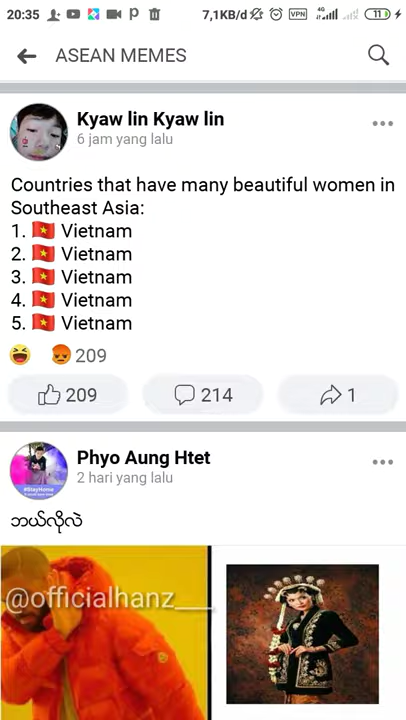 20:35 7,1KB/d VPN 4G 11
ASEAN MEMES
Kyaw lin Kyaw lin
6 jam yang lalu
Countries that have many beautiful women in
Southeast Asia:
1. 🇻🇳 Vietnam
2. 🇻🇳 Vietnam
3. 🇻🇳 Vietnam
4. 🇻🇳 Vietnam
5. 🇻🇳 Vietnam
209
209 214 1
Phyo Aung Htet
2 hari yang lalu
#StayHome
ဘယ်လိုလဲ
@officialhanz___